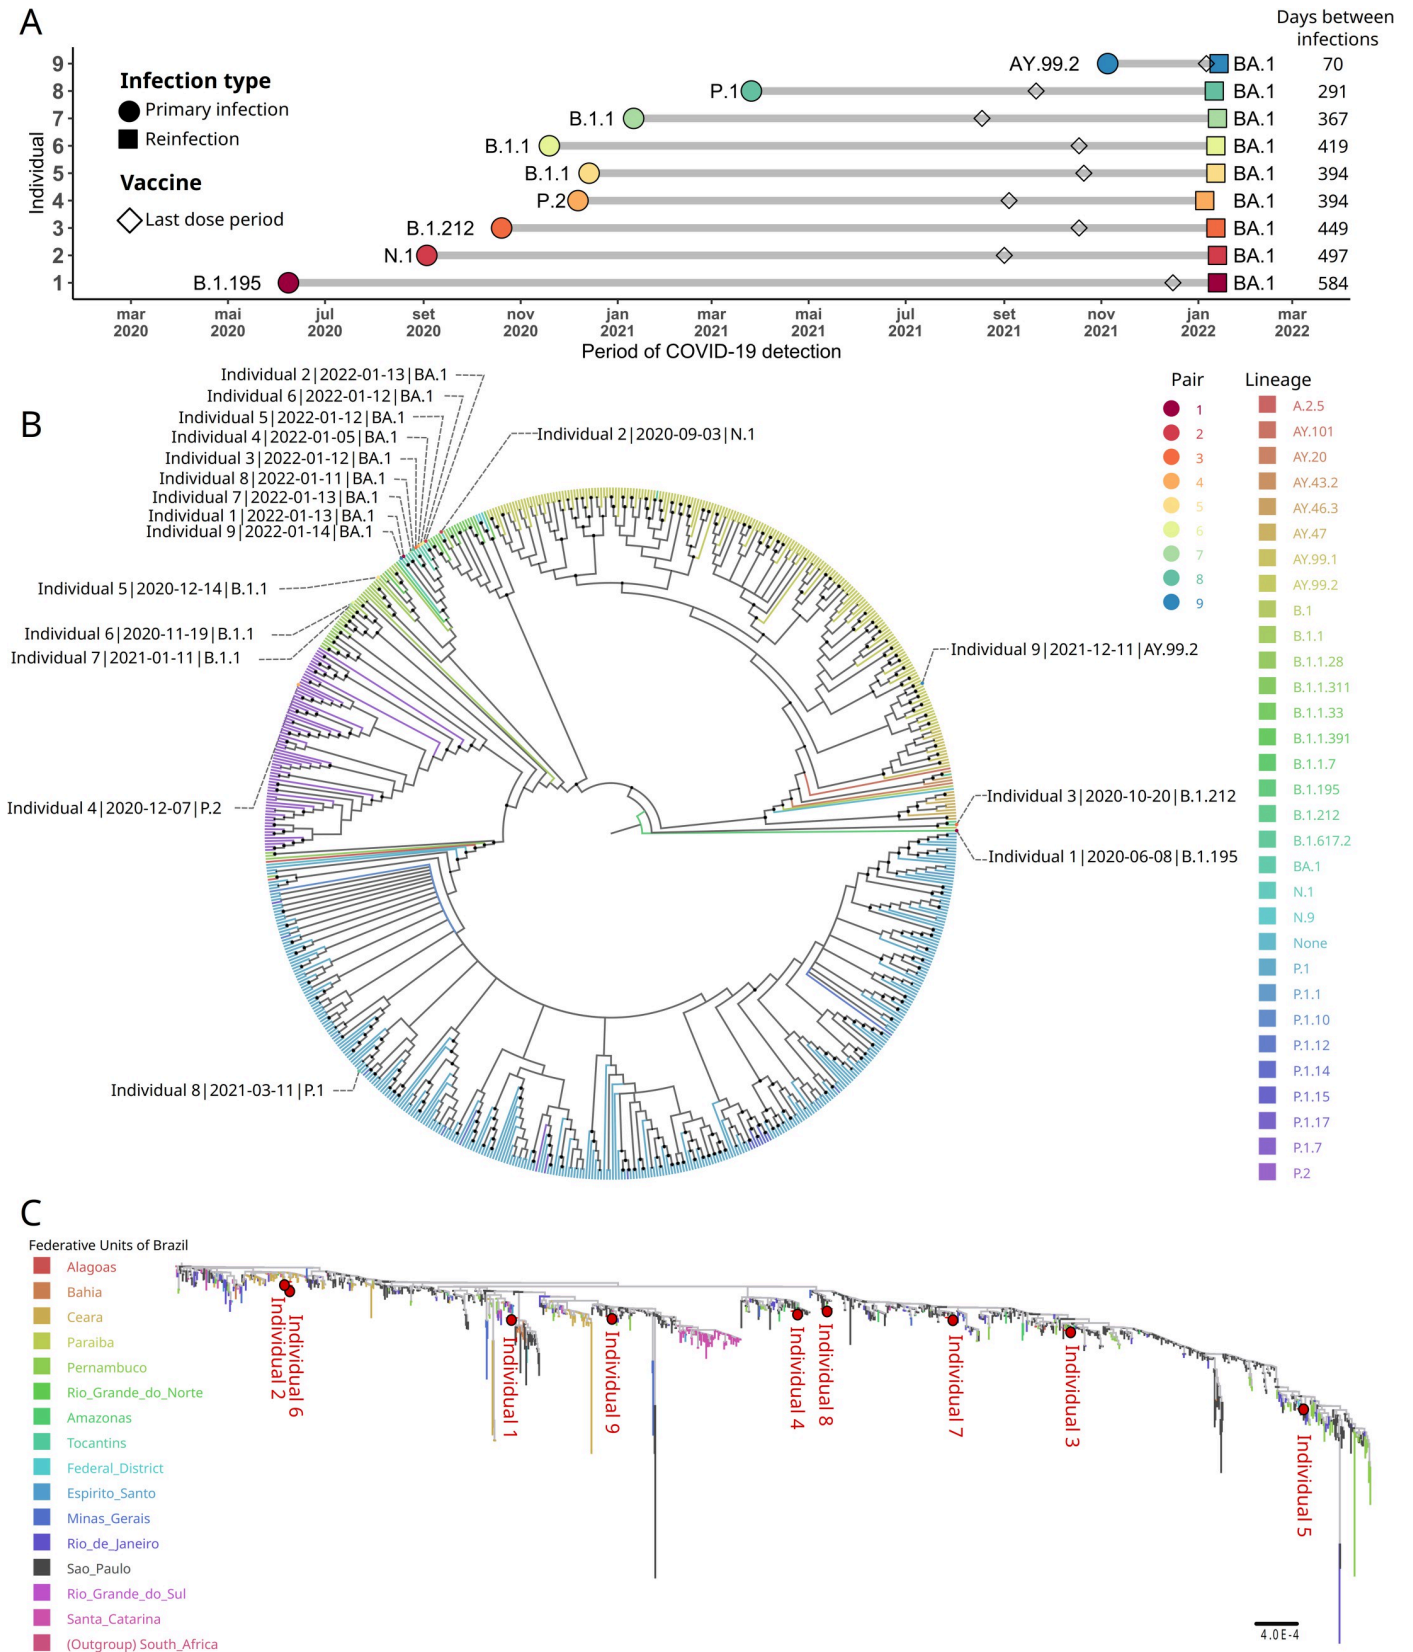 A
Days between
infections
Individual
Infection type
Primary infection
Reinfection
Vaccine
Last dose period
9 AY.99.2 BA.1 70
8 P.1 BA.1 291
7 B.1.1 BA.1 367
6 B.1.1 BA.1 419
5 B.1.1 BA.1 394
4 P.2 BA.1 394
3 B.1.212 BA.1 449
2 N.1 BA.1 497
1 B.1.195 BA.1 584
mar mai jul set nov jan mar mai jul set nov jan mar
2020 2020 2020 2020 2020 2021 2021 2021 2021 2021 2021 2022 2022
Period of COVID-19 detection
B
Individual 2|2022-01-13|BA.1
Individual 6|2022-01-12|BA.1
Individual 5|2022-01-12|BA.1
Individual 4|2022-01-05|BA.1
Individual 3|2022-01-12|BA.1
Individual 8|2022-01-11|BA.1
Individual 7|2022-01-13|BA.1
Individual 1|2022-01-13|BA.1
Individual 9|2022-01-14|BA.1
Individual 2|2020-09-03|N.1
Individual 5|2020-12-14|B.1.1
Individual 6|2020-11-19|B.1.1
Individual 7|2021-01-11|B.1.1
Individual 9|2021-12-11|AY.99.2
Individual 4|2020-12-07|P.2
Individual 3|2020-10-20|B.1.212
Individual 1|2020-06-08|B.1.195
Individual 8|2021-03-11|P.1
Pair
1
2
3
4
5
6
7
8
9
Lineage
A.2.5
AY.101
AY.20
AY.43.2
AY.46.3
AY.47
AY.99.1
AY.99.2
B.1
B.1.1
B.1.1.28
B.1.1.311
B.1.1.33
B.1.1.391
B.1.1.7
B.1.195
B.1.212
B.1.617.2
BA.1
N.1
N.9
None
P.1
P.1.1
P.1.10
P.1.12
P.1.14
P.1.15
P.1.17
P.1.7
P.2
C
Federative Units of Brazil
Alagoas
Bahia
Ceara
Paraiba
Pernambuco
Rio_Grande_do_Norte
Amazonas
Tocantins
Federal_District
Espirito_Santo
Minas_Gerais
Rio_de_Janeiro
Sao_Paulo
Rio_Grande_do_Sul
Santa_Catarina
(Outgroup) South_Africa
Individual 2
Individual 6
Individual 1
Individual 9
Individual 4
Individual 8
Individual 7
Individual 3
Individual 5
4.0E-4